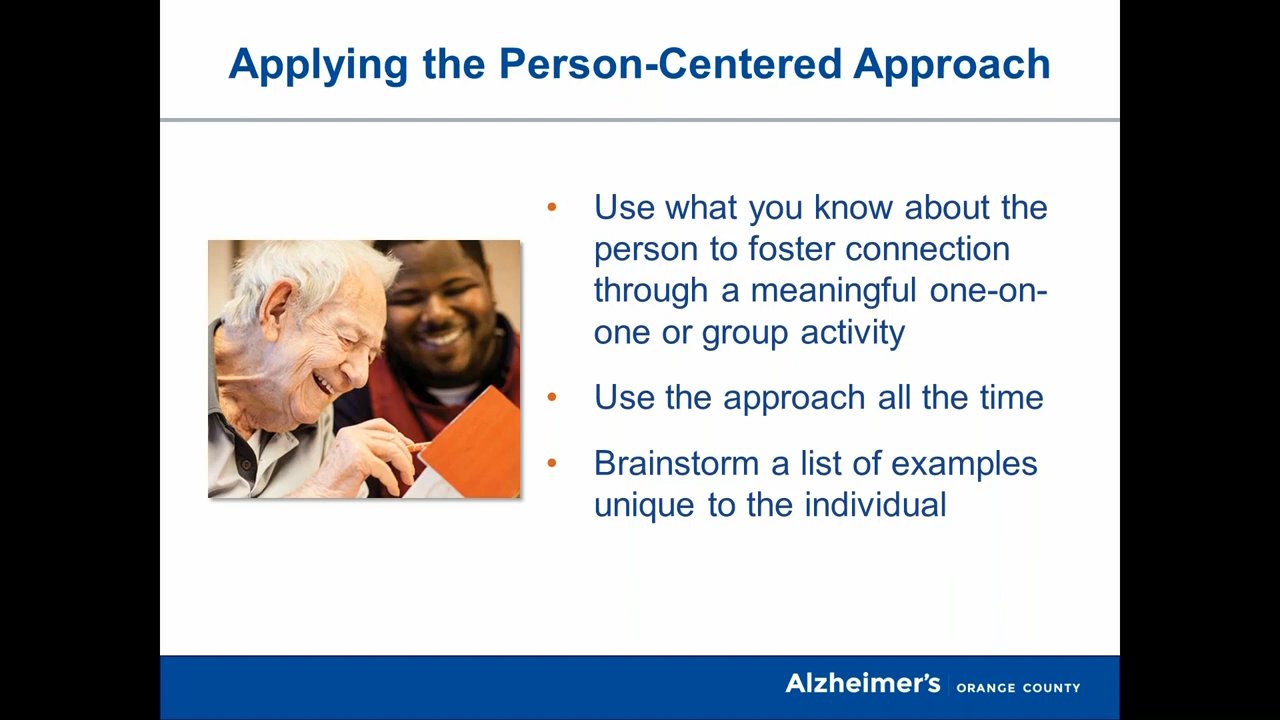 Applying the Person-Centered Approach
• Use what you know about the
person to foster connection
through a meaningful one-on-
one or group activity
• Use the approach all the time
• Brainstorm a list of examples
unique to the individual
Alzheimer's ORANGE COUNTY